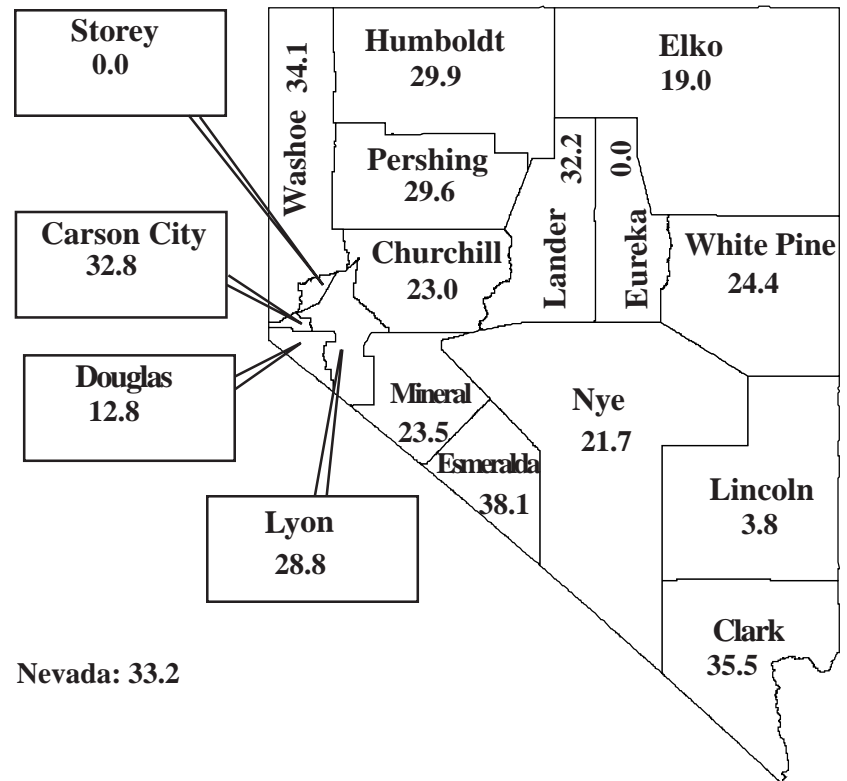 Storey
0.0
Washoe 34.1
Humboldt
29.9
Elko
19.0
Pershing
29.6
Lander 32.2
Eureka 0.0
Carson City
32.8
Churchill
23.0
White Pine
24.4
Douglas
12.8
Mineral
23.5
Nye
21.7
Esmeralda
38.1
Lincoln
3.8
Lyon
28.8
Clark
35.5
Nevada: 33.2